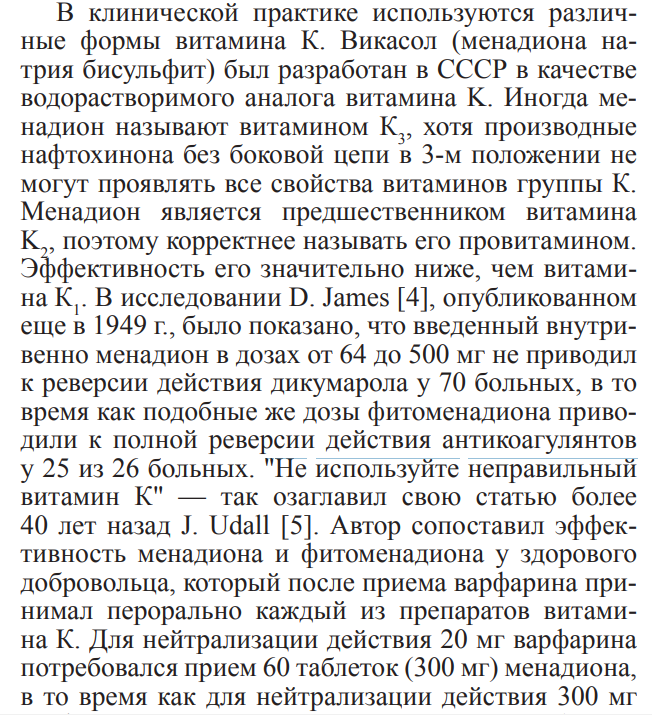 В клинической практике используются различ-
ные формы витамина К. Викасол (менадиона на-
трия бисульфит) был разработан в СССР в качестве
водорастворимого аналога витамина К. Иногда ме-
надион называют витамином К3, хотя производные
нафтохинона без боковой цепи в 3-м положении не
могут проявлять все свойства витаминов группы К.
Менадион является предшественником витамина
К2, поэтому корректнее называть его провитамином.
Эффективность его значительно ниже, чем витами-
на К1. В исследовании D. James [4], опубликованном
еще в 1949 г., было показано, что введенный внутри-
венно менадион в дозах от 64 до 500 мг не приводил
к реверсии действия дикумарола у 70 больных, в то
время как подобные же дозы фитоменадиона приво-
дили к полной реверсии действия антикоагулянтов
у 25 из 26 больных. "Не используйте неправильный
витамин К" — так озаглавил свою статью более
40 лет назад J. Udall [5]. Автор сопоставил эффек-
тивность менадиона и фитоменадиона у здорового
добровольца, который после приема варфарина при-
нимал перорально каждый из препаратов витами-
на К. Для нейтрализации действия 20 мг варфарина
потребовался прием 60 таблеток (300 мг) менадиона,
в то время как для нейтрализации действия 300 мг